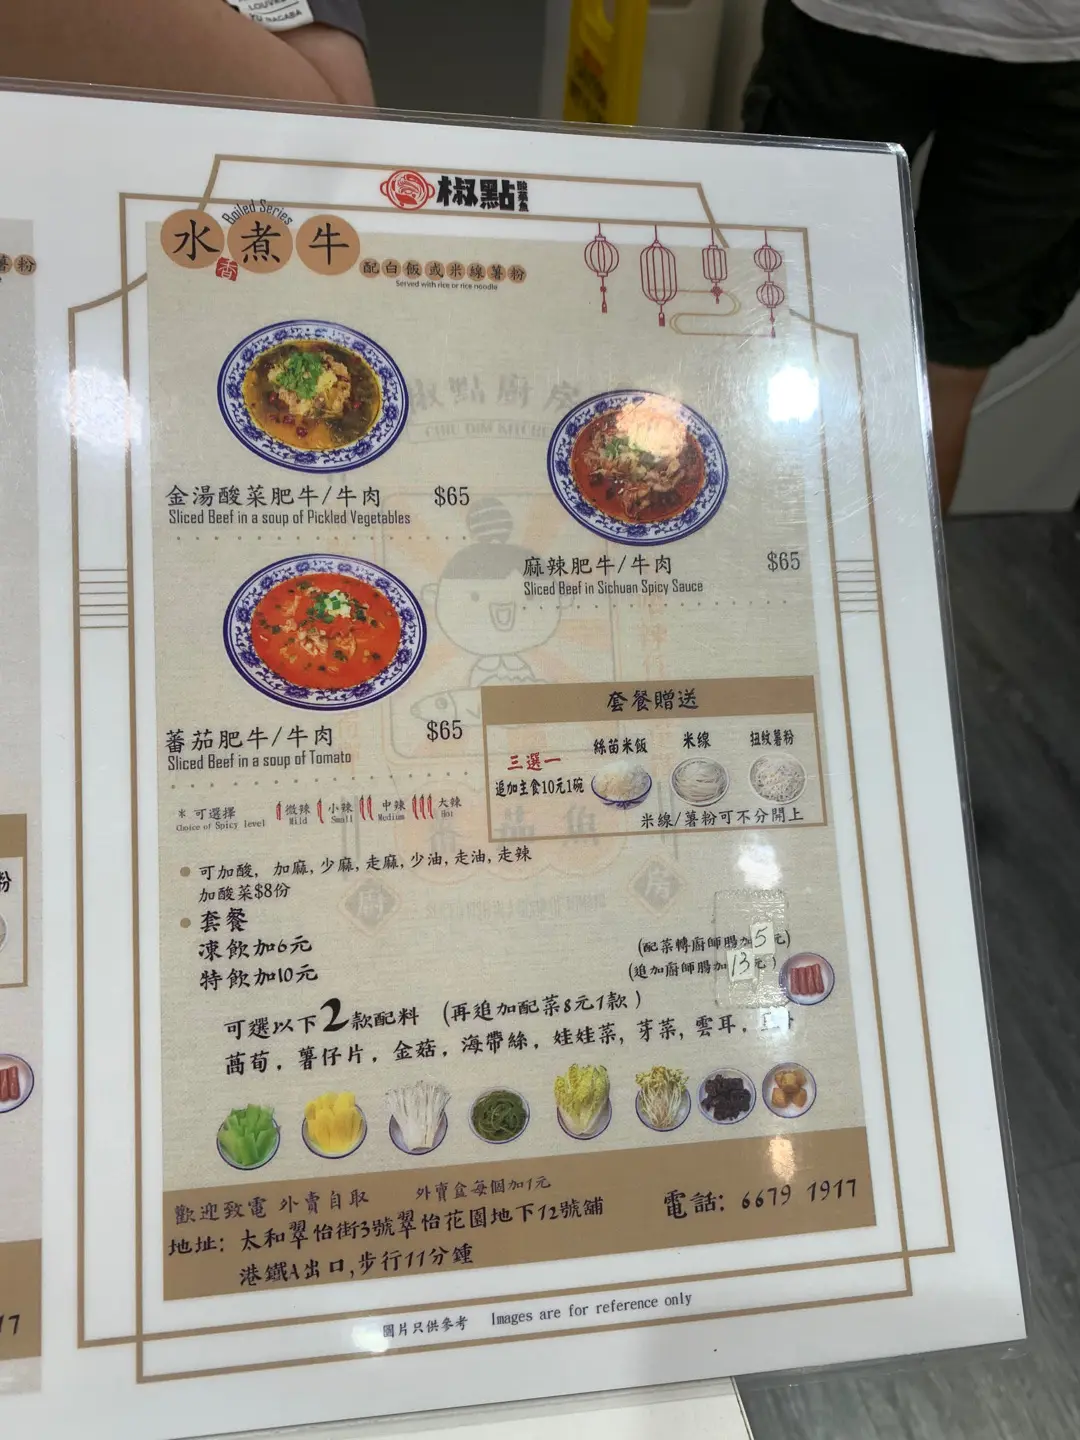 LOUVRE
椒點 酸菜魚
Boiled Series
水煮牛
香
配白飯或米線薯粉
Served with rice or rice noodle
薯粉
金湯酸菜肥牛/牛肉 $65
Sliced Beef in a soup of Pickled Vegetables
麻辣肥牛/牛肉 $65
Sliced Beef in Sichuan Spicy Sauce
蕃茄肥牛/牛肉 $65
Sliced Beef in a soup of Tomato
套餐贈送
三選一
追加主食10元1碗
絲苗米飯 米線 扭紋薯粉
米線/薯粉可不分開上
*可選擇 微辣 小辣 中辣 大辣
Choice of Spicy level Mild Small Medium Hot
粉
可加酸, 加麻, 少麻, 走麻, 少油, 走油, 走辣
加酸菜$8份
套餐
凍飲加6元
特飲加10元
(配菜轉廚師腸加5元)
(追加廚師腸加13元)
可選以下2款配料 (再追加配菜8元1款)
萵荀, 薯仔片, 金菇, 海帶絲, 娃娃菜, 芽菜, 雲耳,
歡迎致電 外賣自取 外賣盒每個加1元
地址: 太和翠怡街3號翠怡花園地下12號舖
港鐵A出口,步行11分鍾
電話: 6679 1917
17
圖片只供參考 Images are for reference only